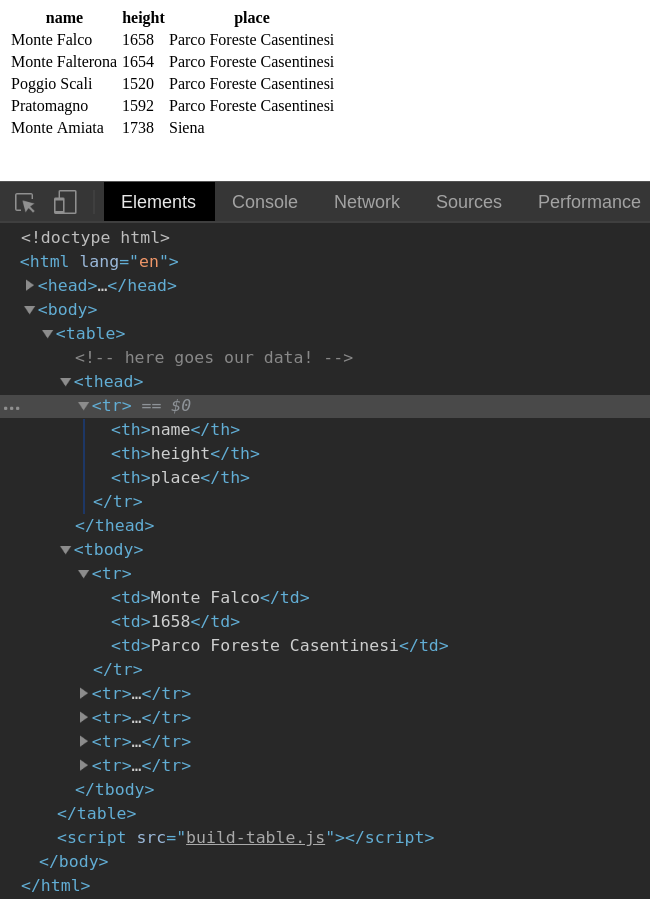 name height place
Monte Falco 1658 Parco Foreste Casentinesi
Monte Falterona 1654 Parco Foreste Casentinesi
Poggio Scali 1520 Parco Foreste Casentinesi
Pratomagno 1592 Parco Foreste Casentinesi
Monte Amiata 1738 Siena
Elements Console Network Sources Performance
<!doctype html>
<html lang="en">
<head>…</head>
<body>
<table>
<!-- here goes our data! -->
<thead>
<tr> == $0
<th>name</th>
<th>height</th>
<th>place</th>
</tr>
</thead>
<tbody>
<tr>
<td>Monte Falco</td>
<td>1658</td>
<td>Parco Foreste Casentinesi</td>
</tr>
<tr>…</tr>
<tr>…</tr>
<tr>…</tr>
<tr>…</tr>
</tbody>
</table>
<script src="build-table.js"></script>
</body>
</html>